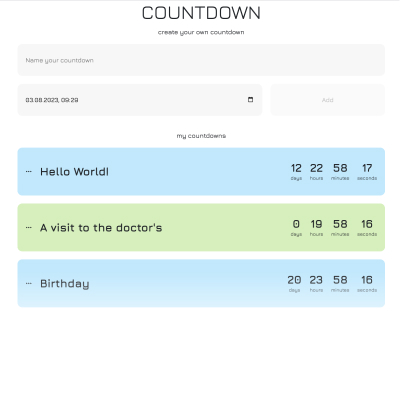 COUNTDOWN
create your own countdown
Name your countdown
03.08.2023, 09:29
Add
my countdowns
Hello World!
12 22 58 17
days hours minutes seconds
A visit to the doctor's
0 19 58 16
days hours minutes seconds
Birthday
20 23 58 16
days hours minutes seconds